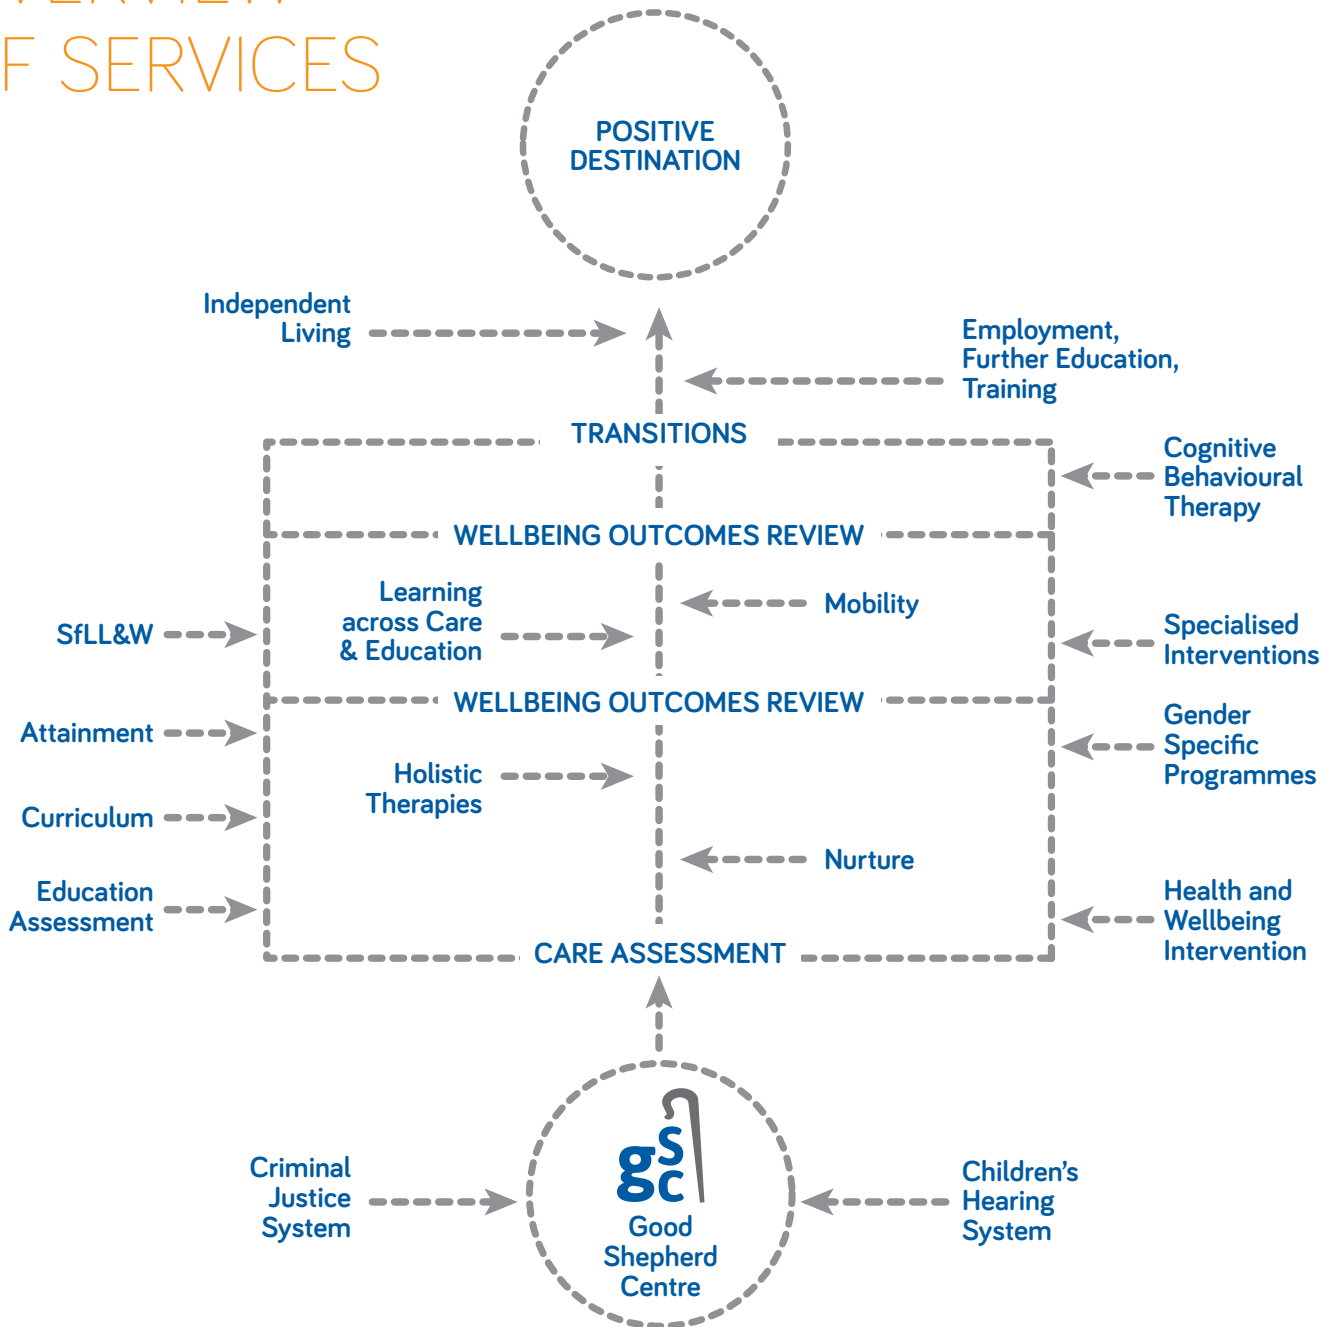 VERVIEW
F SERVICES
POSITIVE
DESTINATION
Independent
Living
Employment,
Further Education,
Training
TRANSITIONS
Cognitive
Behavioural
Therapy
WELLBEING OUTCOMES REVIEW
Learning
across Care
& Education
Mobility
SfLL&W
Specialised
Interventions
WELLBEING OUTCOMES REVIEW
Gender
Specific
Programmes
Attainment
Holistic
Therapies
Curriculum
Nurture
Education
Assessment
Health and
Wellbeing
Intervention
CARE ASSESSMENT
gsc
Good
Shepherd
Centre
Criminal
Justice
System
Children's
Hearing
System